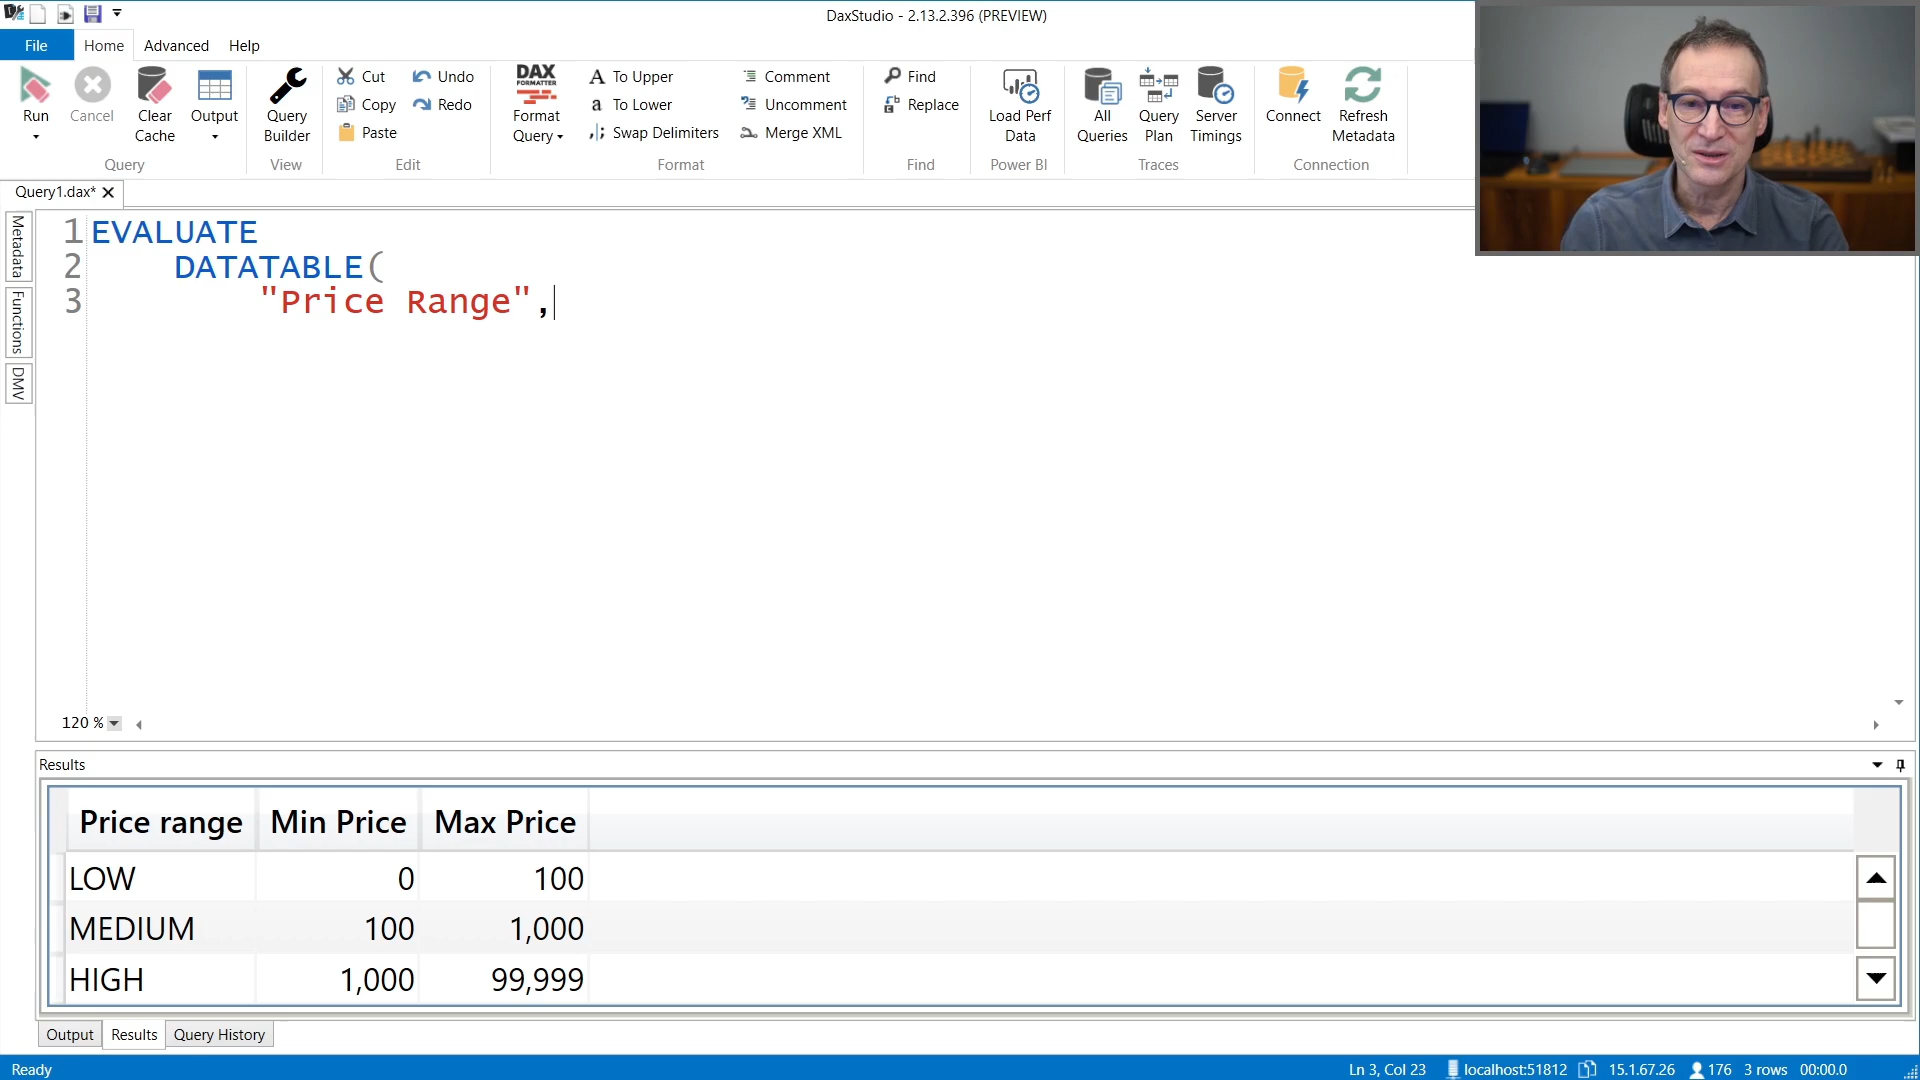 DaxStudio - 2.13.2.396 (PREVIEW)
File Home Advanced Help
Run
Cancel
Clear Cache
Output
Query
Query Builder
View
Cut
Copy
Paste
Undo
Redo
Edit
DAX
FORMATTER
Format Query
A To Upper
a To Lower
Swap Delimiters
Comment
Uncomment
Merge XML
Format
Find
Replace
Find
Load Perf Data
Power BI
All Queries
Query Plan
Server Timings
Traces
Connect
Refresh Metadata
Connection
Query1.dax*
Metadata
Functions
DMV
1 EVALUATE
2 DATATABLE(
3 "Price Range",
120 %
Results
Price range Min Price Max Price
LOW 0 100
MEDIUM 100 1,000
HIGH 1,000 99,999
Output Results Query History
Ready Ln 3, Col 23 localhost:51812 15.1.67.26 176 3 rows 00:00.0